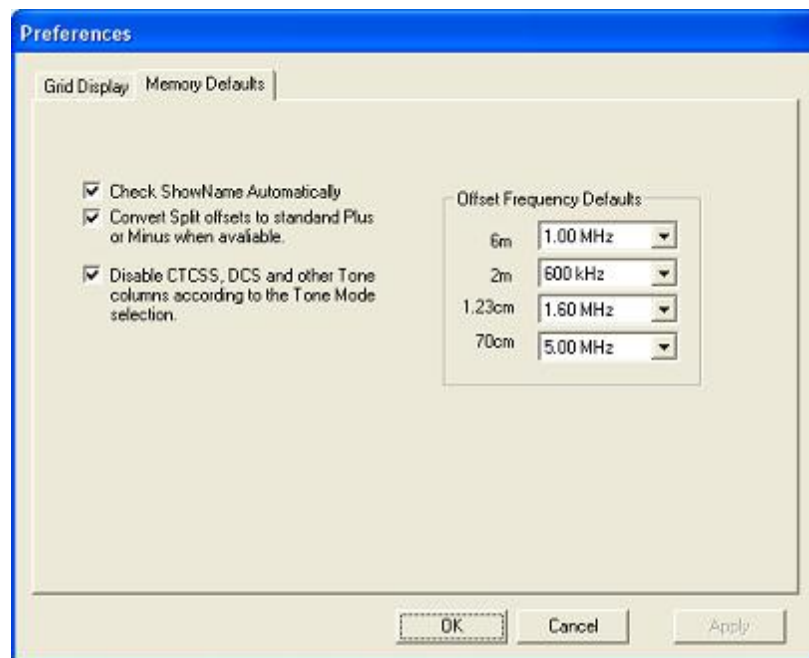 Preferences
Grid Display
Memory Defaults
Check ShowName Automatically
Convert Split offsets to standand Plus
or Minus when avaliable.
Disable CTCSS, DCS and other Tone
columns according to the Tone Mode
selection.
Offset Frequency Defaults
6m 1.00 MHz
2m 600 kHz
1.23cm 1.60 MHz
70cm 5.00 MHz
OK
Cancel
Apply